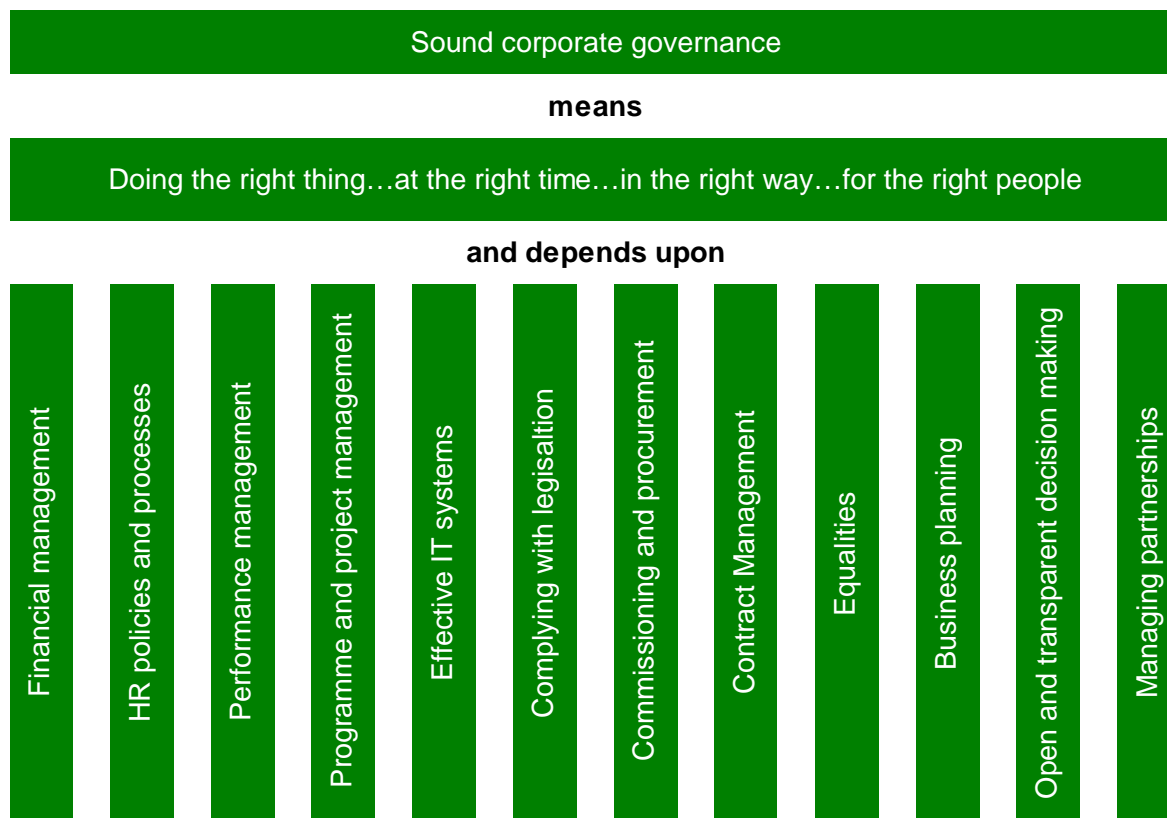 Sound corporate governance
means
Doing the right thing…at the right time…in the right way…for the right people
and depends upon
Financial management
HR policies and processes
Performance management
Programme and project management
Effective IT systems
Complying with legisaltion
Commissioning and procurement
Contract Management
Equalities
Business planning
Open and transparent decision making
Managing partnerships